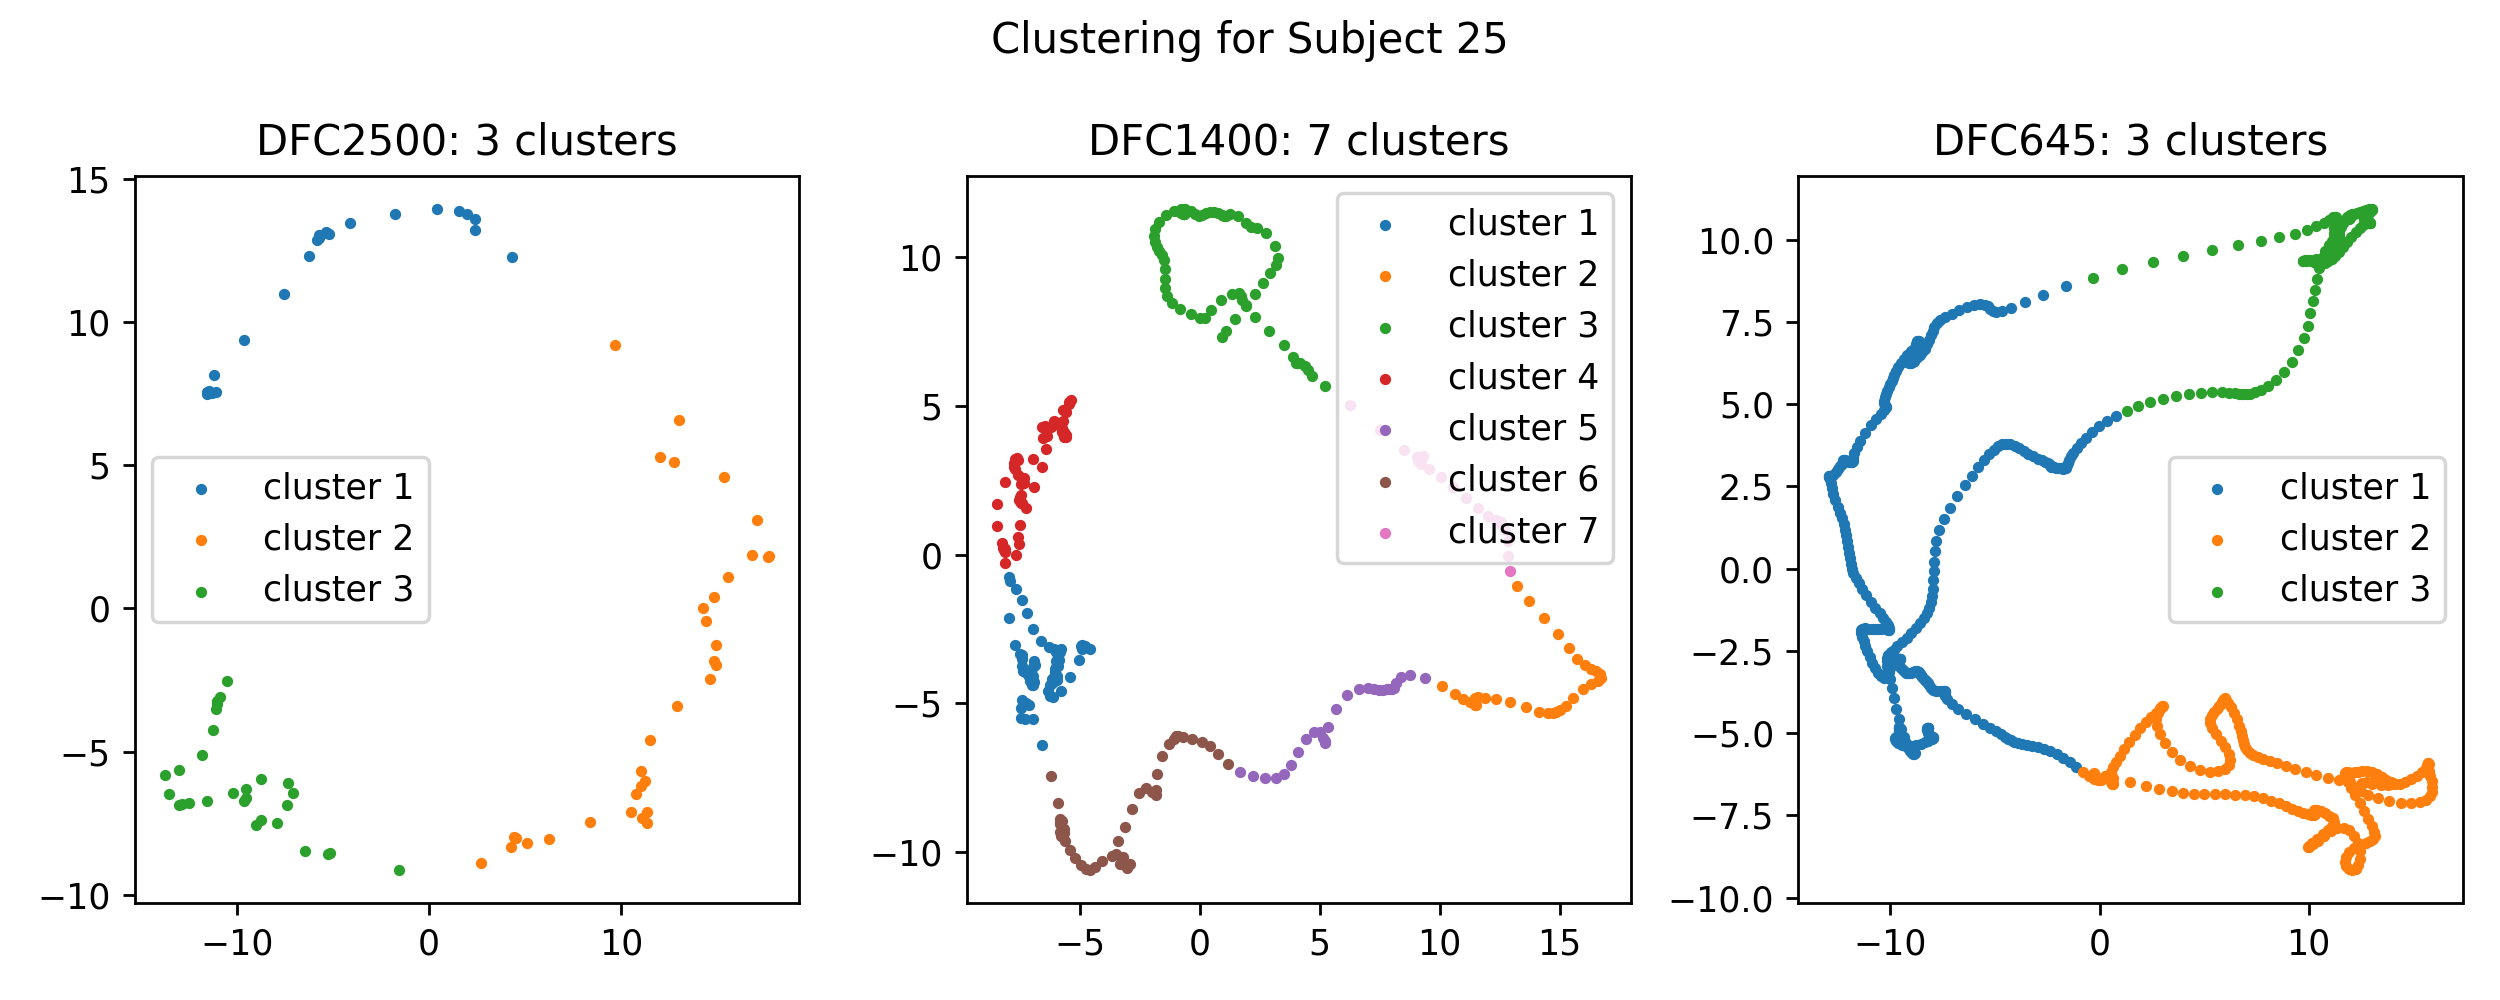 Clustering for Subject 25
DFC2500: 3 clusters
15
10
5
0
−5
−10
−10
0
10
cluster 1
cluster 2
cluster 3
DFC1400: 7 clusters
10
5
0
−5
−10
−5
0
5
10
15
cluster 1
cluster 2
cluster 3
cluster 4
cluster 5
cluster 6
cluster 7
DFC645: 3 clusters
10.0
7.5
5.0
2.5
0.0
−2.5
−5.0
−7.5
−10.0
−10
0
10
cluster 1
cluster 2
cluster 3